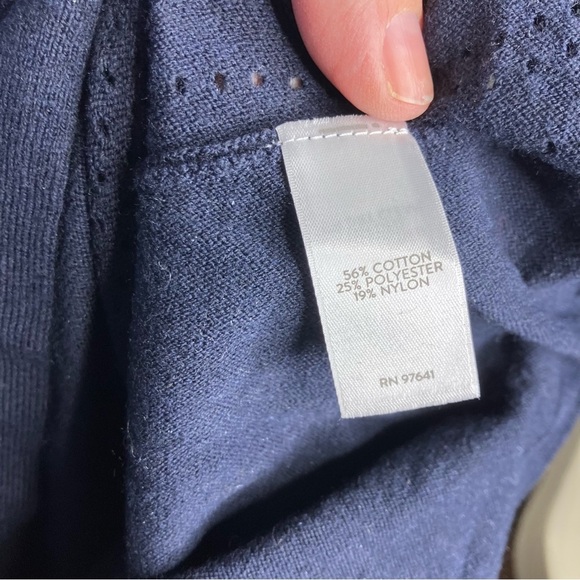 56% COTTON
25% POLYESTER
19% NYLON
RN 97641